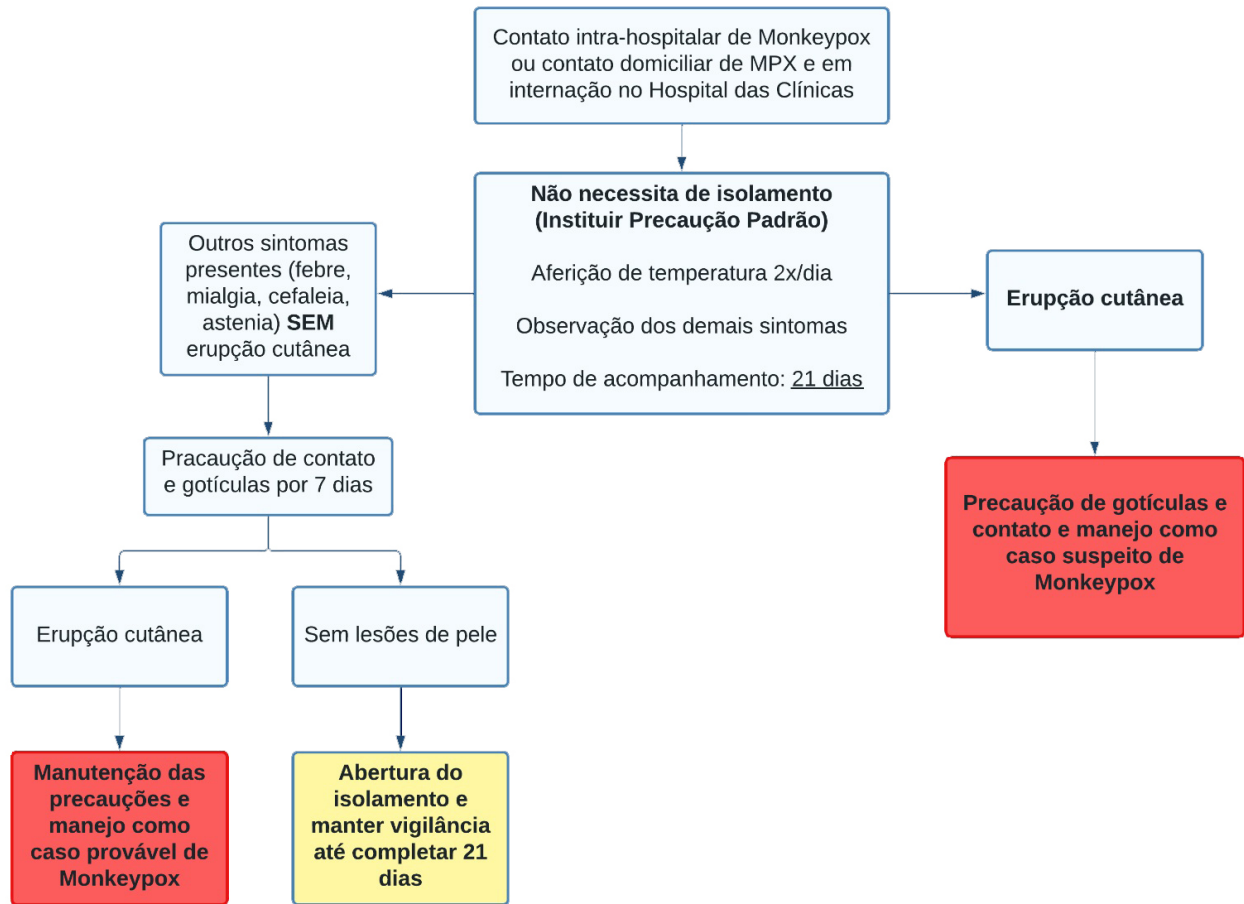 Contato intra-hospitalar de Monkeypox
ou contato domiciliar de MPX e em
internação no Hospital das Clínicas
Não necessita de isolamento
(Instituir Precaução Padrão)
Aferição de temperatura 2x/dia
Observação dos demais sintomas
Tempo de acompanhamento: 21 dias
Outros sintomas
presentes (febre,
mialgia, cefaleia,
astenia) SEM
erupção cutânea
Erupção cutânea
Pracaução de contato
e gotículas por 7 dias
Precaução de gotículas e
contato e manejo como
caso suspeito de
Monkeypox
Erupção cutânea
Sem lesões de pele
Manutenção das
precauções e
manejo como
caso provável de
Monkeypox
Abertura do
isolamento e
manter vigilância
até completar 21
dias